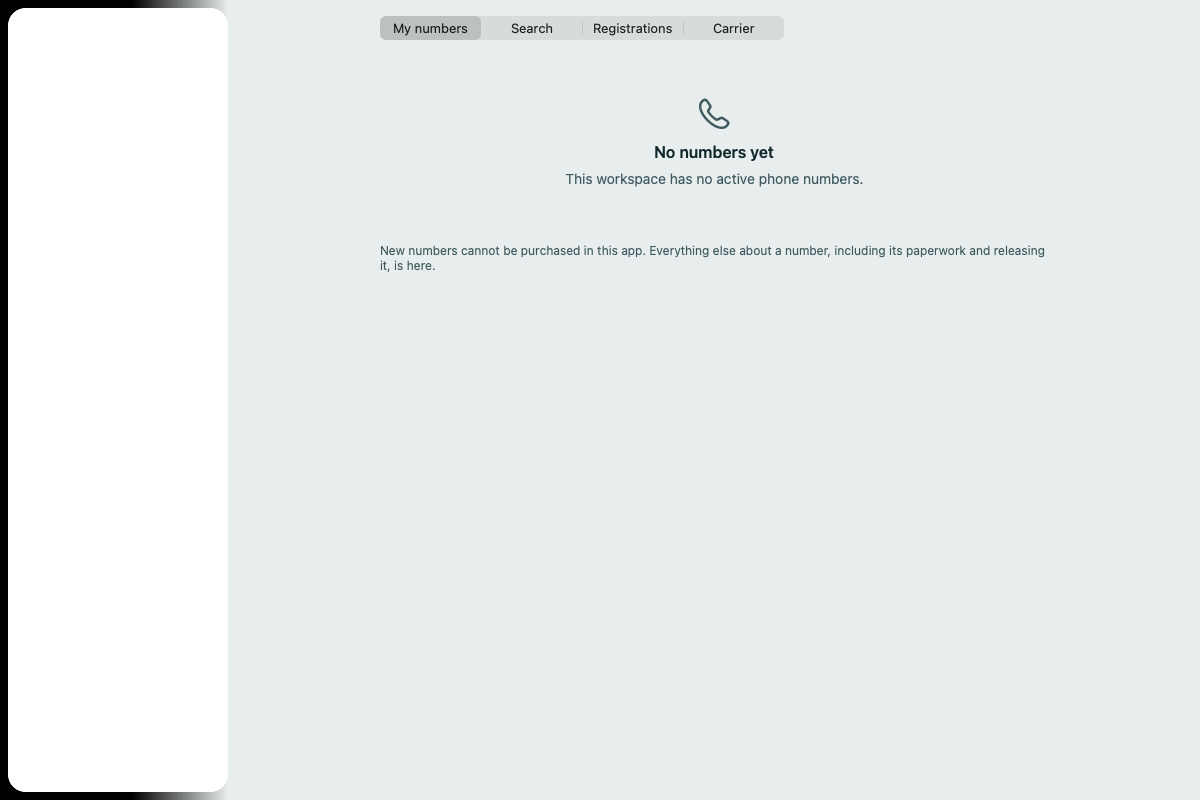 My numbers
Search
Registrations
Carrier
No numbers yet
This workspace has no active phone numbers.
New numbers cannot be purchased in this app. Everything else about a number, including its paperwork and releasing
it, is here.